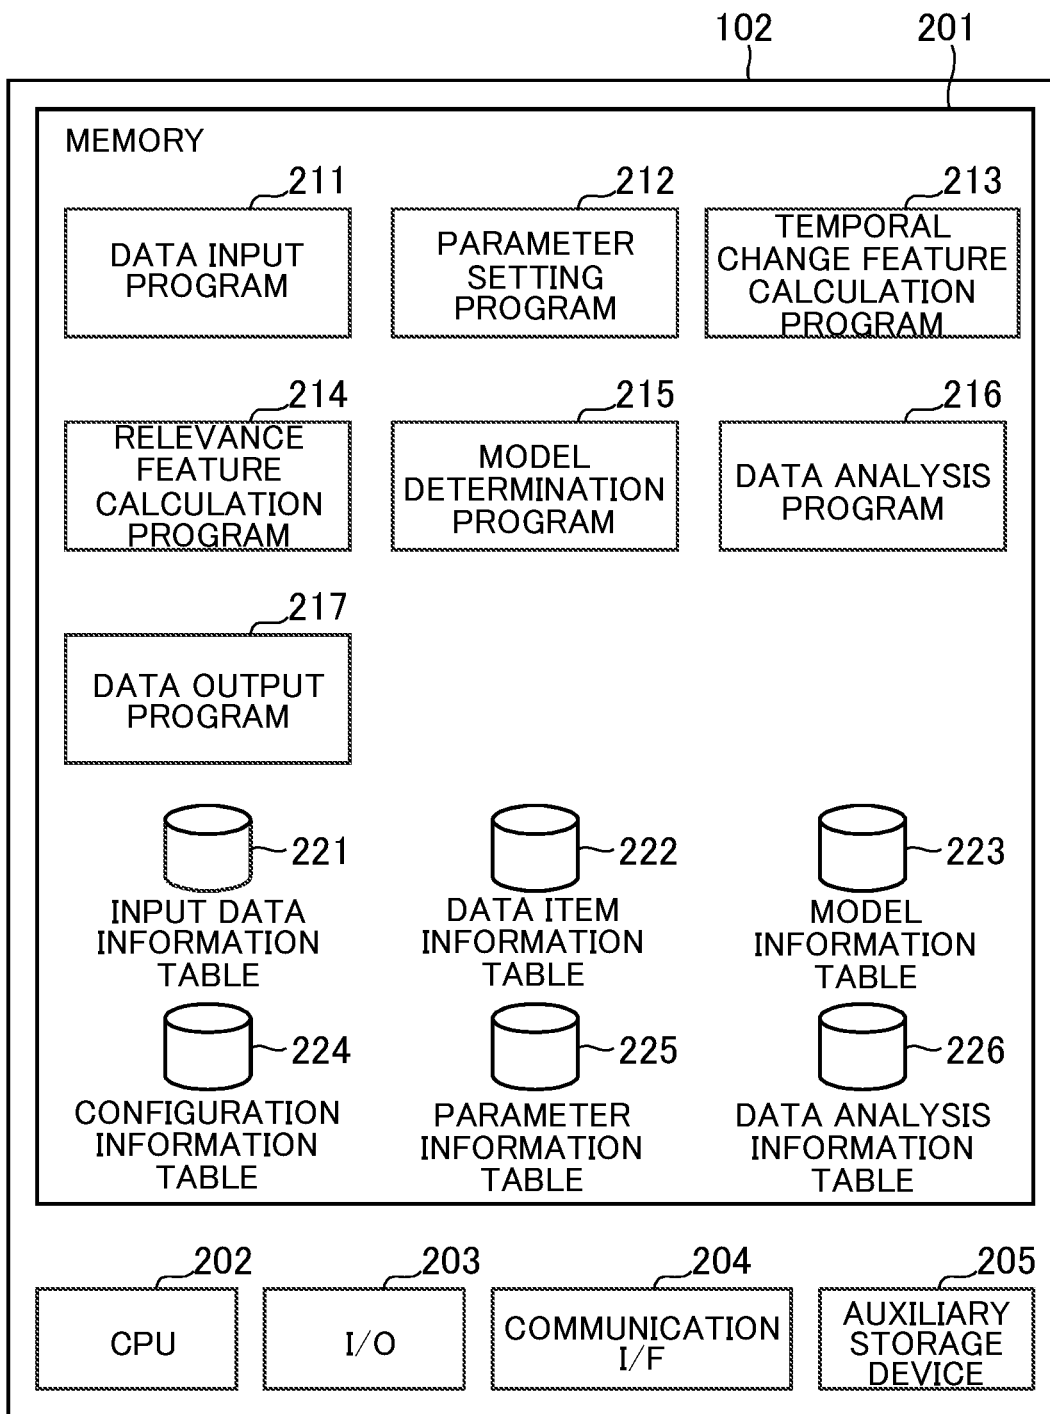 102
201
MEMORY
211
DATA INPUT
PROGRAM
212
PARAMETER
SETTING
PROGRAM
213
TEMPORAL
CHANGE FEATURE
CALCULATION
PROGRAM
214
RELEVANCE
FEATURE
CALCULATION
PROGRAM
215
MODEL
DETERMINATION
PROGRAM
216
DATA ANALYSIS
PROGRAM
217
DATA OUTPUT
PROGRAM
221
INPUT DATA
INFORMATION
TABLE
222
DATA ITEM
INFORMATION
TABLE
223
MODEL
INFORMATION
TABLE
224
CONFIGURATION
INFORMATION
TABLE
225
PARAMETER
INFORMATION
TABLE
226
DATA ANALYSIS
INFORMATION
TABLE
202
CPU
203
I/O
204
COMMUNICATION
I/F
205
AUXILIARY
STORAGE
DEVICE